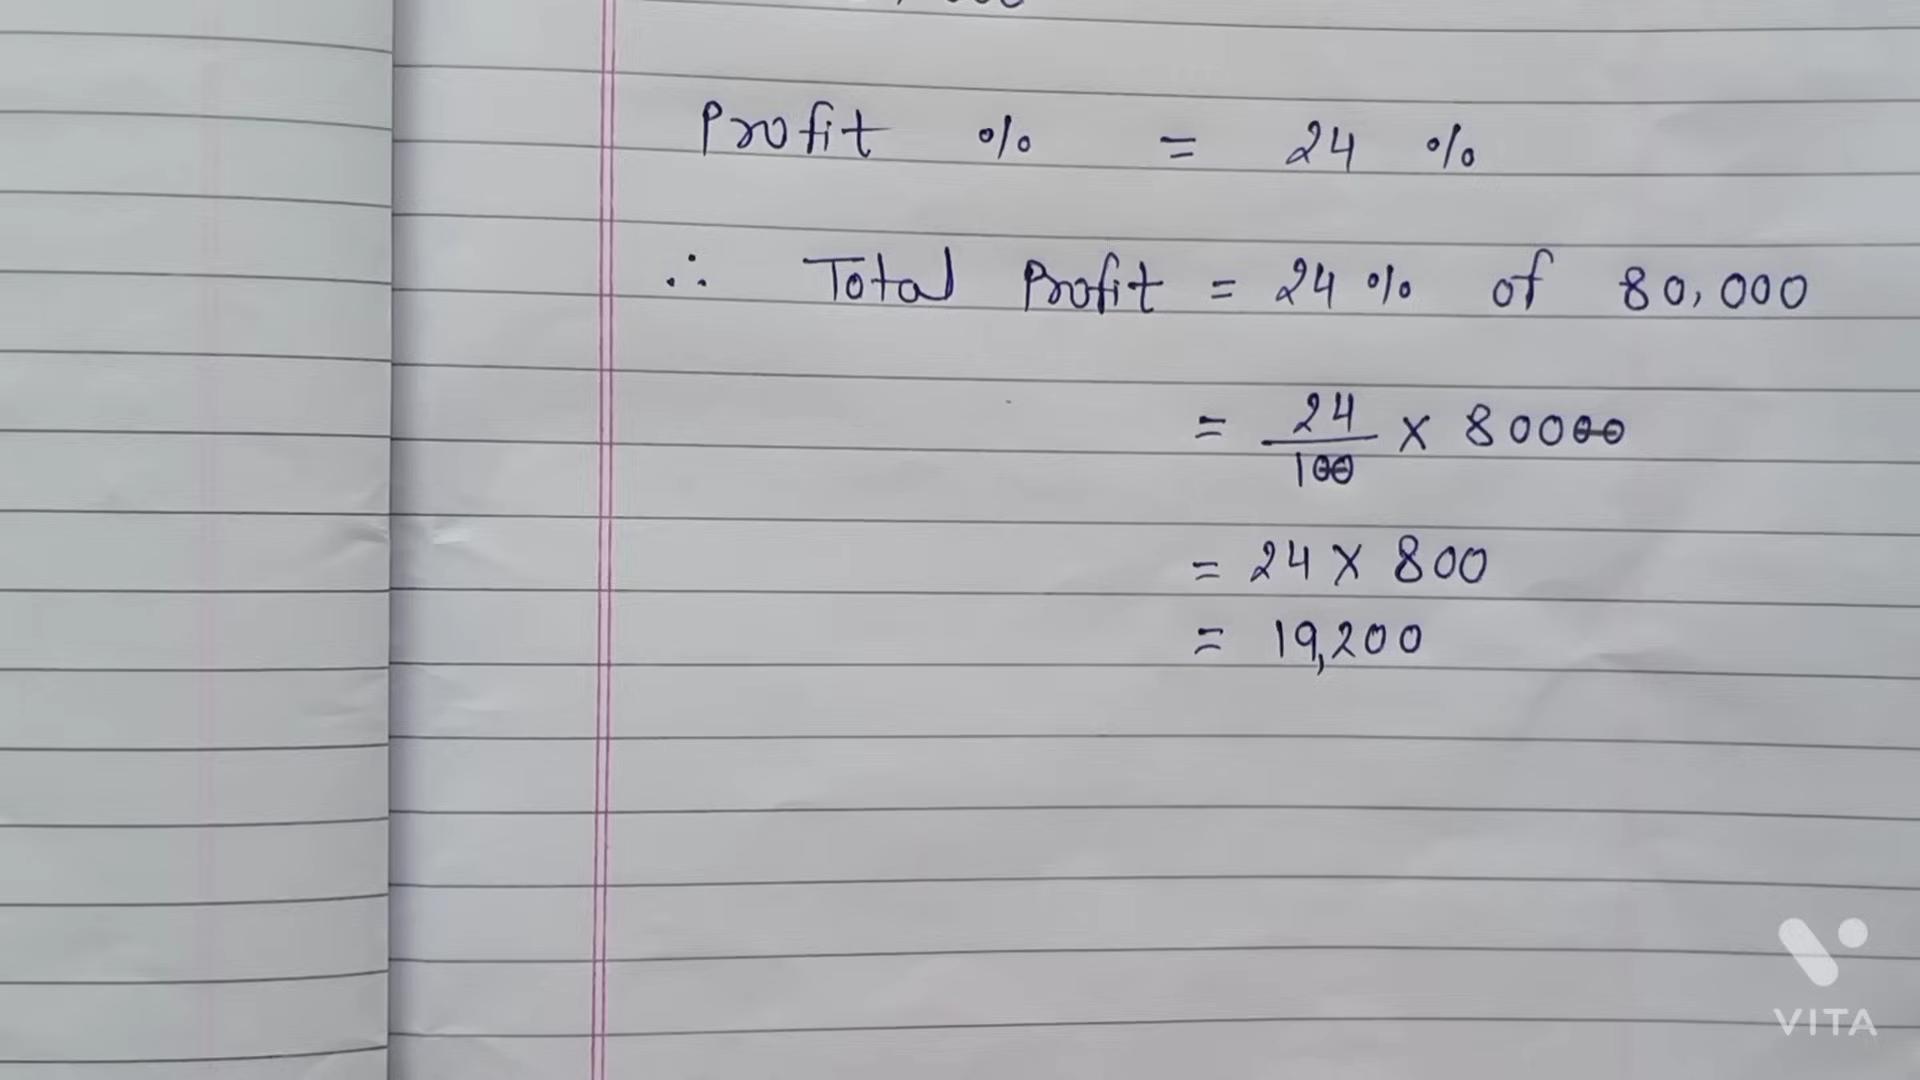 Profit % = 24 %
∴ Total Profit = 24% of 80,000
= 24/100 × 80000
= 24 × 800
= 19,200
VITA